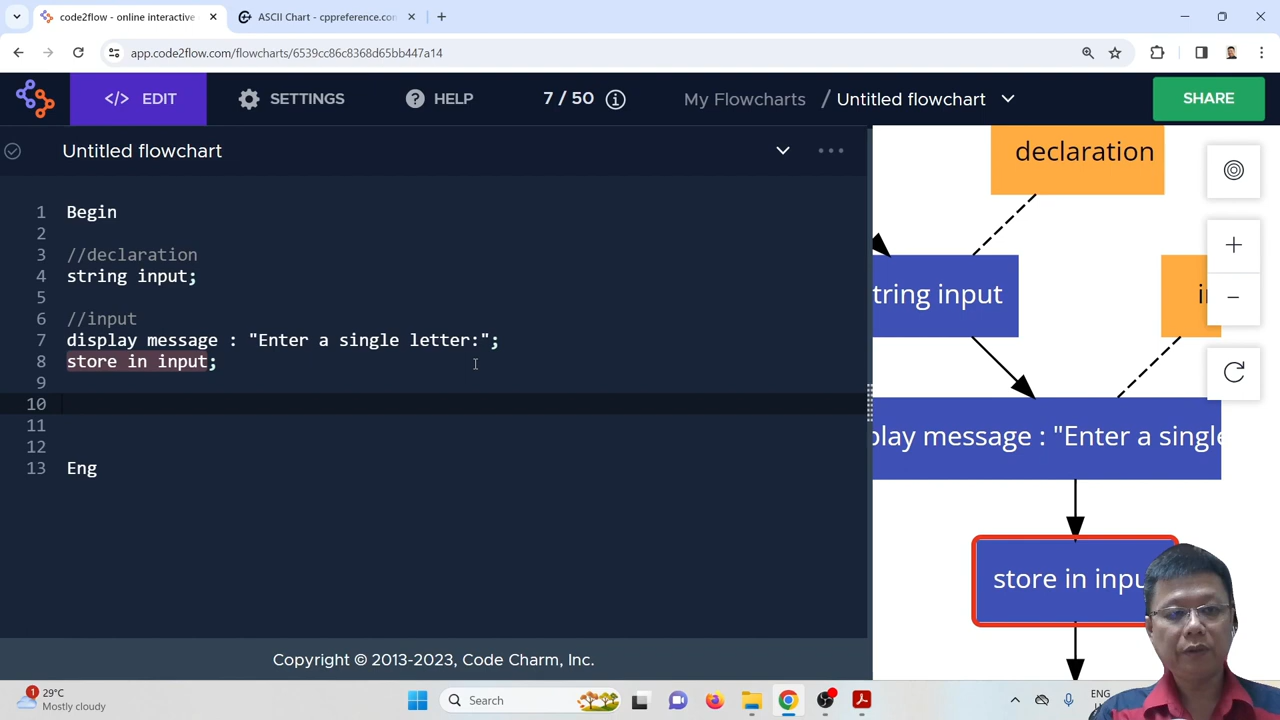 code2flow - online interactive
ASCII Chart - cppreference.con
app.code2flow.com/flowcharts/6539cc86c8368d65bb447a14
</> EDIT
SETTINGS
HELP
7 / 50
My Flowcharts / Untitled flowchart
SHARE
Untitled flowchart
1 Begin
2
3 //declaration
4 string input;
5
6 //input
7 display message : "Enter a single letter:";
8 store in input;
9
10
11
12
13 Eng
Copyright © 2013-2023, Code Charm, Inc.
declaration
tring input
play message : "Enter a single
store in inpu
1
29°C
Mostly cloudy
Search
ENG